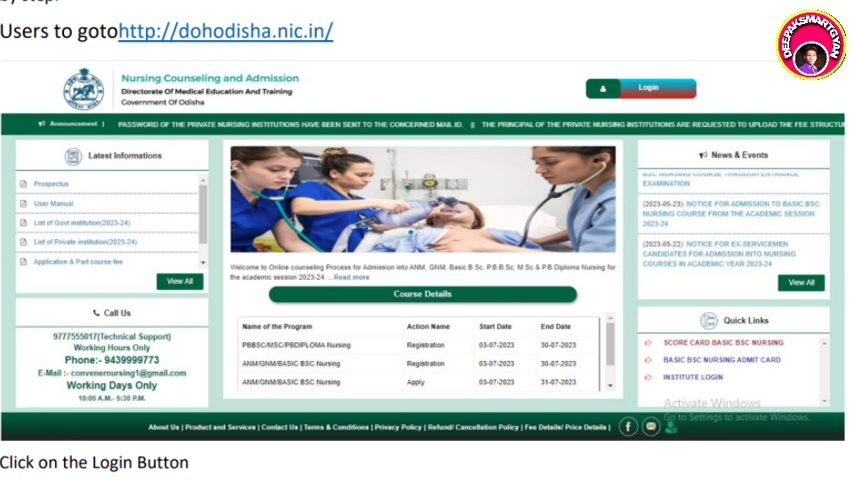 by step.
Users to gotohttp://dohodisha.nic.in/
DEEPAKSMARTGYAN
Nursing Counseling and Admission
Directorate Of Medical Education And Training
Government Of Odisha
Login
Announcement | PASSWORD OF THE PRIVATE NURSING INSTITUTIONS HAVE BEEN SENT TO THE CONCERNED MAIL ID. || THE PRINCIPAL OF THE PRIVATE NURSING INSTITUTIONS ARE REQUESTED TO UPLOAD THE FEE STRUCTU
Latest Informations
Prospectus
User Manual
List of Govt institution(2023-24)
List of Private institution(2023-24)
Application & Part course fee
View All
Call Us
9777555017(Technical Support)
Working Hours Only
Phone:- 9439999773
E-Mail :- convenernursing1@gmail.com
Working Days Only
10:00 A.M.- 5:30 P.M.
Welcome to Online counseling Process for Admission into ANM, GNM, Basic B.Sc, P.B.B.Sc, M.Sc & P.B.Diploma Nursing for
the academic session 2023-24. ...Read more
Course Details
Name of the Program Action Name Start Date End Date
PBBSC/MSC/PBDIPLOMA Nursing Registration 03-07-2023 30-07-2023
ANM/GNM/BASIC BSC Nursing Registration 03-07-2023 30-07-2023
ANM/GNM/BASIC BSC Nursing Apply 03-07-2023 31-07-2023
News & Events
BSC NURSING COURSE THROUGH ENTRANCE
EXAMINATION
(2023-05-23): NOTICE FOR ADMISSION TO BASIC BSC
NURSING COURSE FROM THE ACADEMIC SESSION
2023-24
(2023-05-22): NOTICE FOR EX-SERVICEMEN
CANDIDATES FOR ADMISSION INTO NURSING
COURSES IN ACADEMIC YEAR 2023-24
View All
Quick Links
SCORE CARD BASIC BSC NURSING
BASIC BSC NURSING ADMIT CARD
INSTITUTE LOGIN
Activate Windows
Go to Settings to activate Windows.
About Us | Product and Services | Contact Us | Terms & Conditions | Privacy Policy | Refund/ Cancellation Policy | Fee Details/ Price Details |
Click on the Login Button